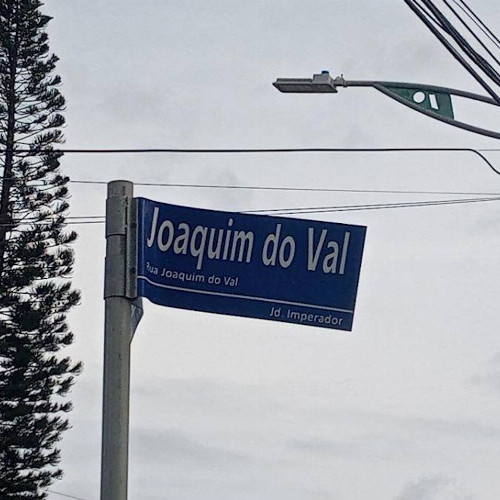 Joaquim do Val
Rua Joaquim do Val
Jd. Imperador